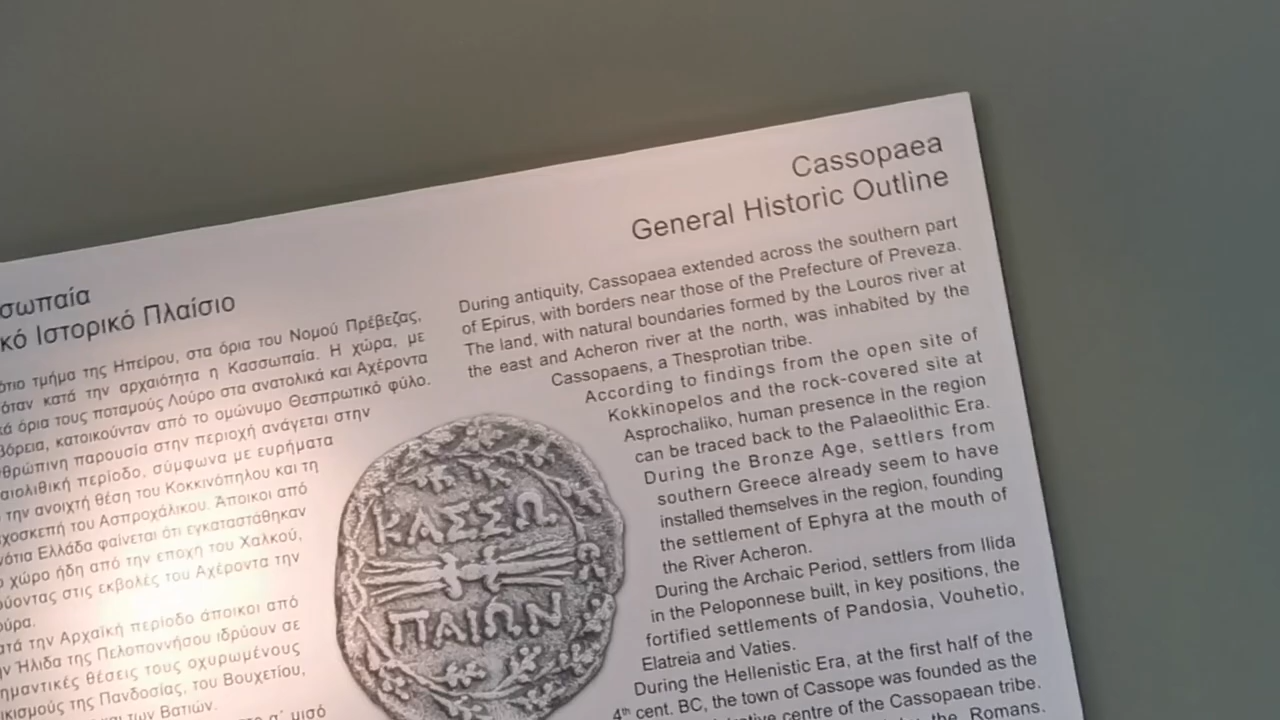 σωπαία
κό Ιστορικό Πλαίσιο
τμήμα της Ηπείρου, στα όρια του Νομού Πρέβεζας,
κατά την αρχαιότητα η Κασσωπαία. Η χώρα, με
όρια τους ποταμούς Λούρο στα ανατολικά και Αχέροντα
βόρεια, κατοικούνταν από το ομώνυμο Θεσπρωτικό φύλο.
θρώπινη παρουσία στην περιοχή ανάγεται στην
αιολιθική περίοδο, σύμφωνα με ευρήματα
την ανοιχτή θέση του Κοκκινόπηλου και τη
χοσκεπή του Ασπροχάλικου. Άποικοι από
νότια Ελλάδα φαίνεται ότι εγκαταστάθηκαν
χώρο ήδη από την εποχή του Χαλκού,
ύοντας στις εκβολές του Αχέροντα την
ύρα.
ατά την Αρχαϊκή περίοδο άποικοι από
ν Ήλιδα της Πελοποννήσου ιδρύουν σε
ημαντικές θέσεις τους οχυρωμένους
ικισμούς της Πανδοσίας, του Βουχετίου,
των Βατιών.
α΄ μισό
ΚΑΣΣΩ
ΠΑΙΩΝ
Cassopaea
General Historic Outline
During antiquity, Cassopaea extended across the southern part
of Epirus, with borders near those of the Prefecture of Preveza.
The land, with natural boundaries formed by the Louros river at
the east and Acheron river at the north, was inhabited by the
Cassopaens, a Thesprotian tribe.
According to findings from the open site of
Kokkinopelos and the rock-covered site at
Asprochaliko, human presence in the region
can be traced back to the Palaeolithic Era.
During the Bronze Age, settlers from
southern Greece already seem to have
installed themselves in the region, founding
the settlement of Ephyra at the mouth of
the River Acheron.
During the Archaic Period, settlers from Ilida
in the Peloponnese built, in key positions, the
fortified settlements of Pandosia, Vouhetio,
Elatreia and Vaties.
During the Hellenistic Era, at the first half of the
4th cent. BC, the town of Cassope was founded as the
centre of the Cassopaean tribe.
the Romans.